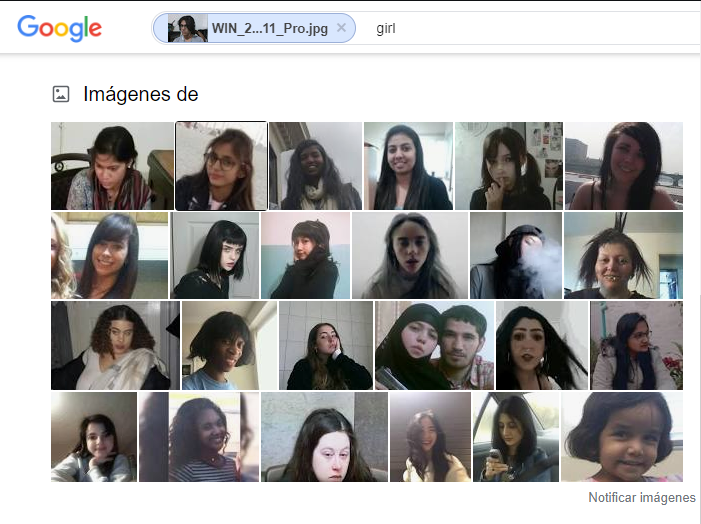 Google WIN_2...11_Pro.jpg × girl
Imágenes de
Notificar imágenes